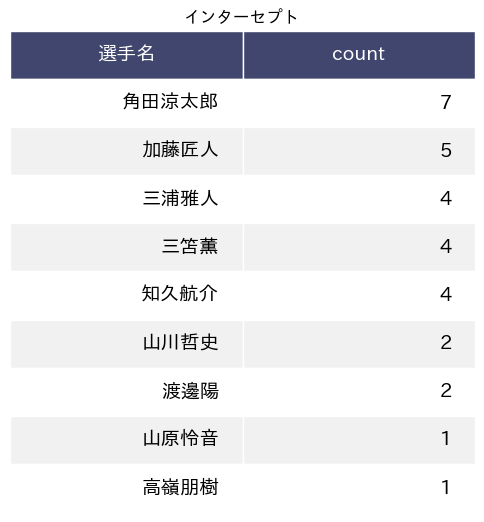 インターセプト
選手名 count
角田涼太郎 7
加藤匠人 5
三浦雅人 4
三笘薫 4
知久航介 4
山川哲史 2
渡邊陽 2
山原怜音 1
高嶺朋樹 1